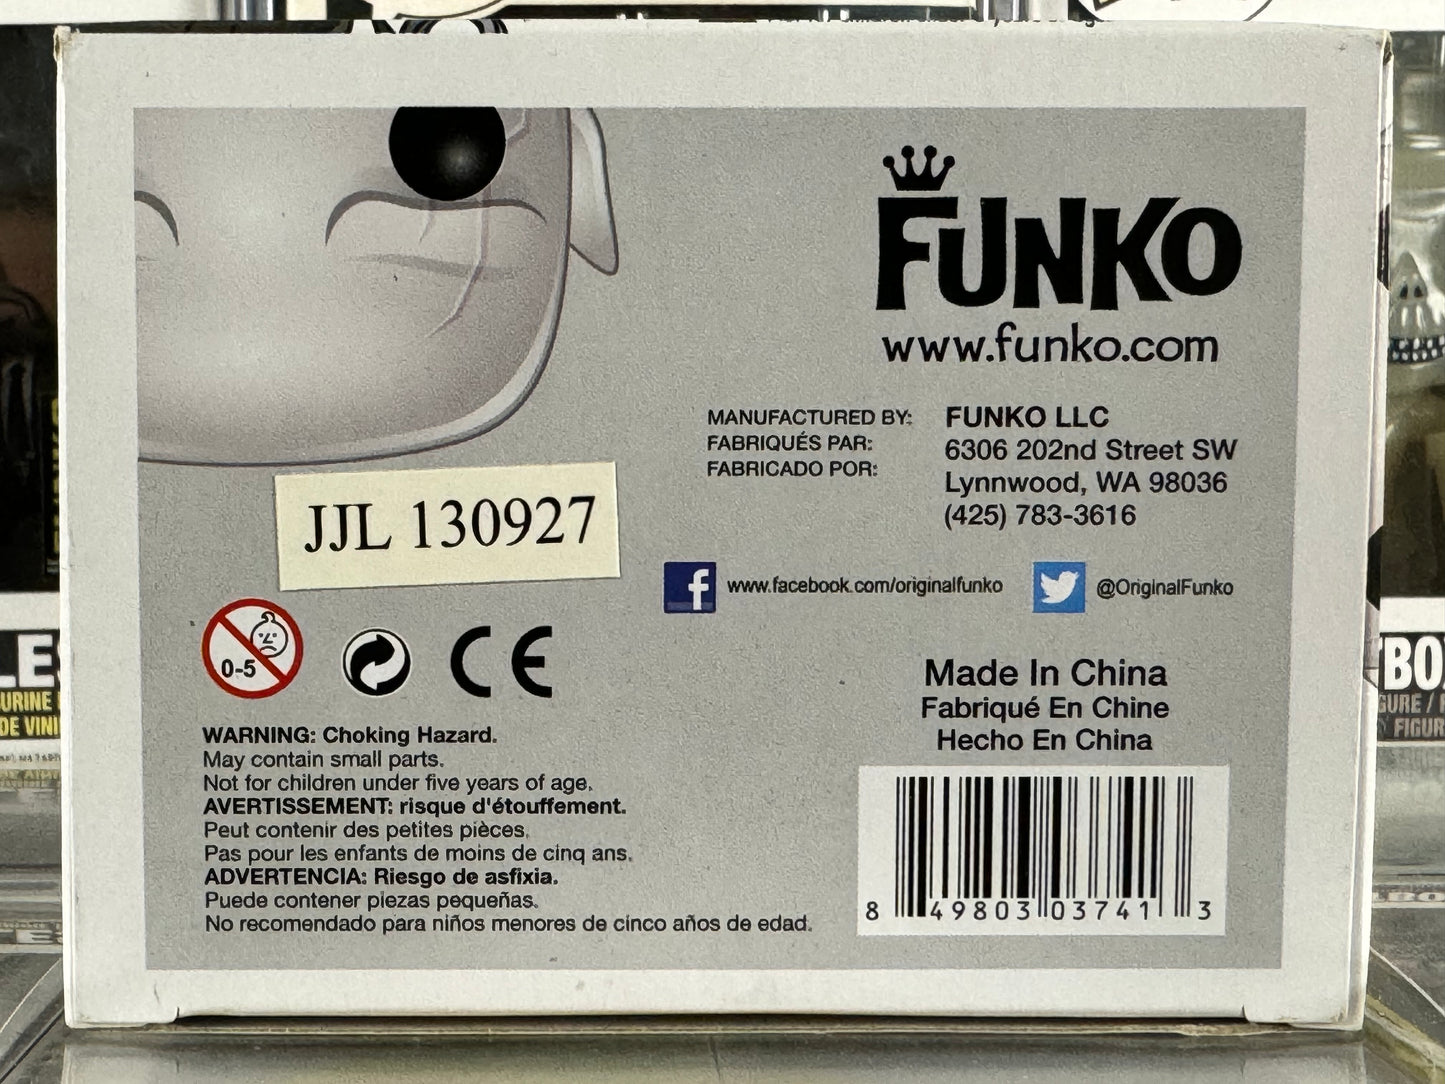 FUNKO
www.funko.com
MANUFACTURED BY: FUNKO LLC
FABRIQUÉS PAR: 6306 202nd Street SW
FABRICADO POR: Lynnwood, WA 98036
(425) 783-3616
JJL 130927
www.facebook.com/originalfunko @OriginalFunko
0-5
CE
Made In China
Fabriqué En Chine
Hecho En China
WARNING: Choking Hazard.
May contain small parts.
Not for children under five years of age.
AVERTISSEMENT: risque d'étouffement.
Peut contenir des petites pièces.
Pas pour les enfants de moins de cinq ans.
ADVERTENCIA: Riesgo de asfixia.
Puede contener piezas pequeñas.
No recomendado para niños menores de cinco años de edad.
8 49803 03741 3